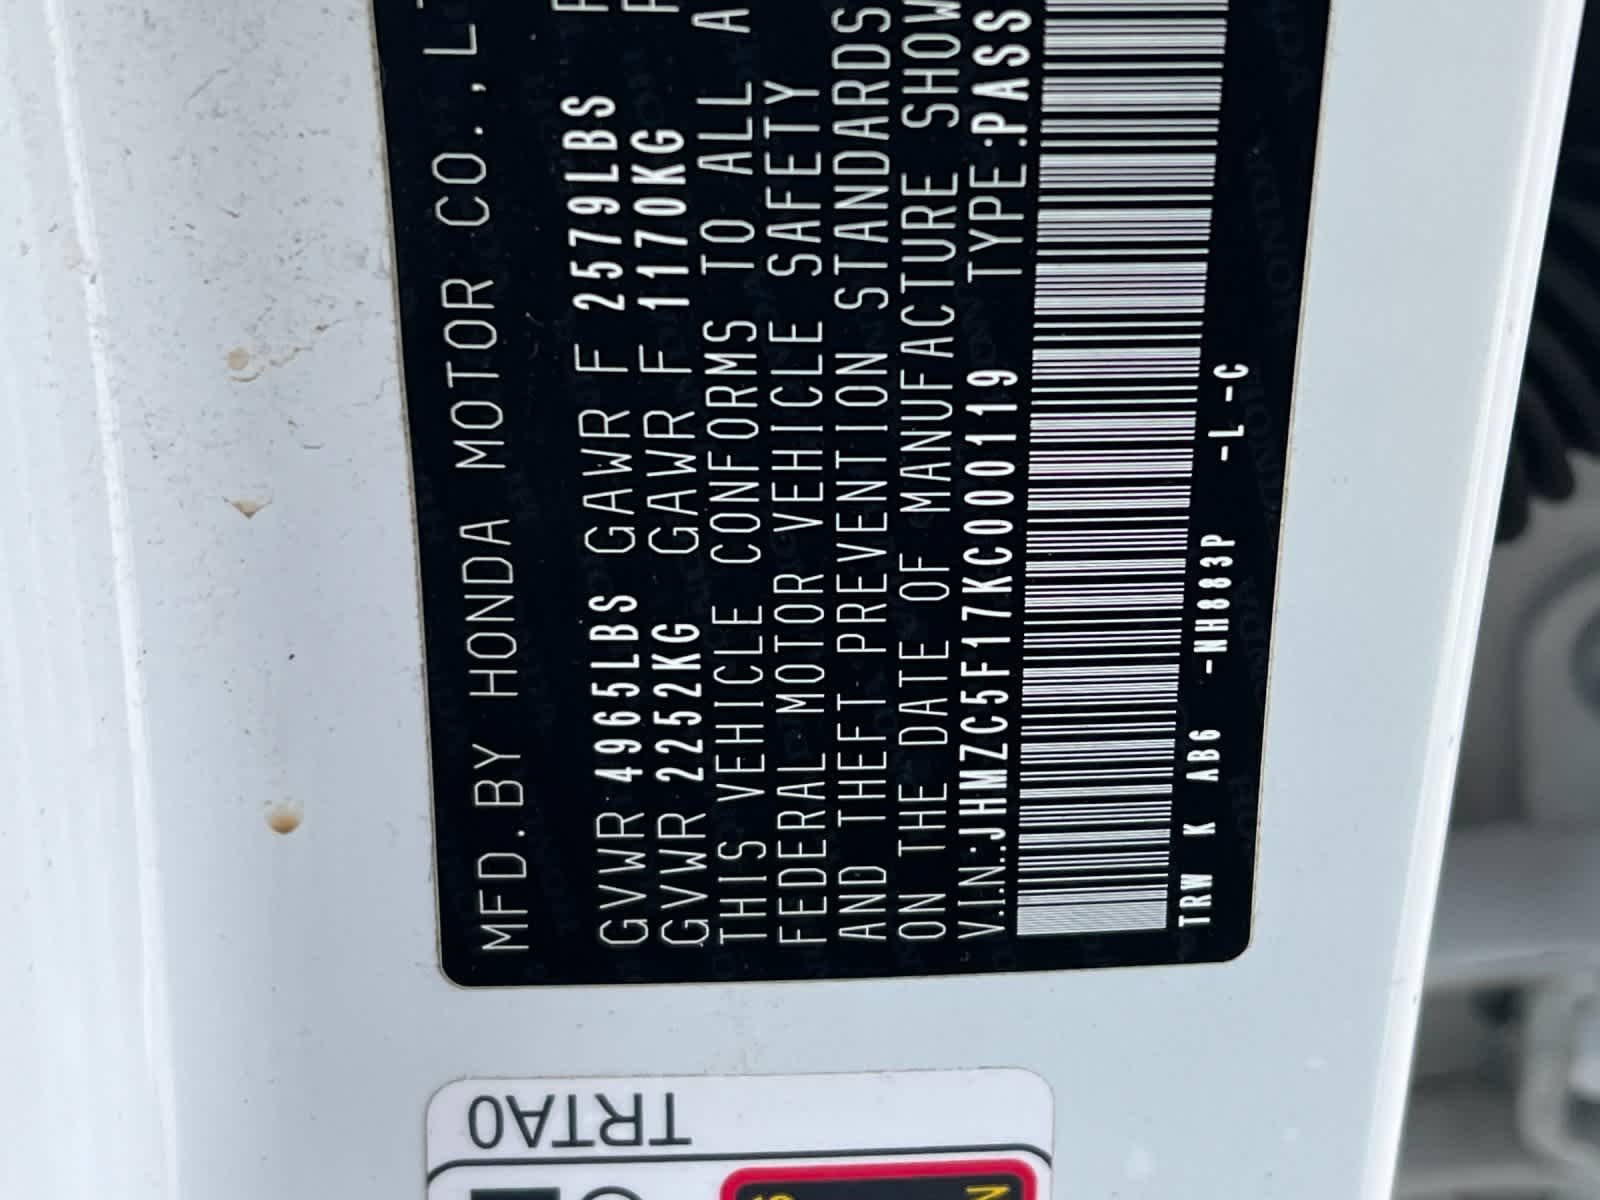 MFD.BY HONDA MOTOR CO.,LT
GVWR 4965LBS GAWR F 2579LBS
GVWR 2252KG GAWR F 1170KG
THIS VEHICLE CONFORMS TO ALL A
FEDERAL MOTOR VEHICLE SAFETY
AND THEFT PREVENTION STANDARDS
ON THE DATE OF MANUFACTURE SHOW
V.I.N.:JHMZC5F17KC000119 TYPE:PASS
TRW K AB6 -NH883P -L-C
TRTA0